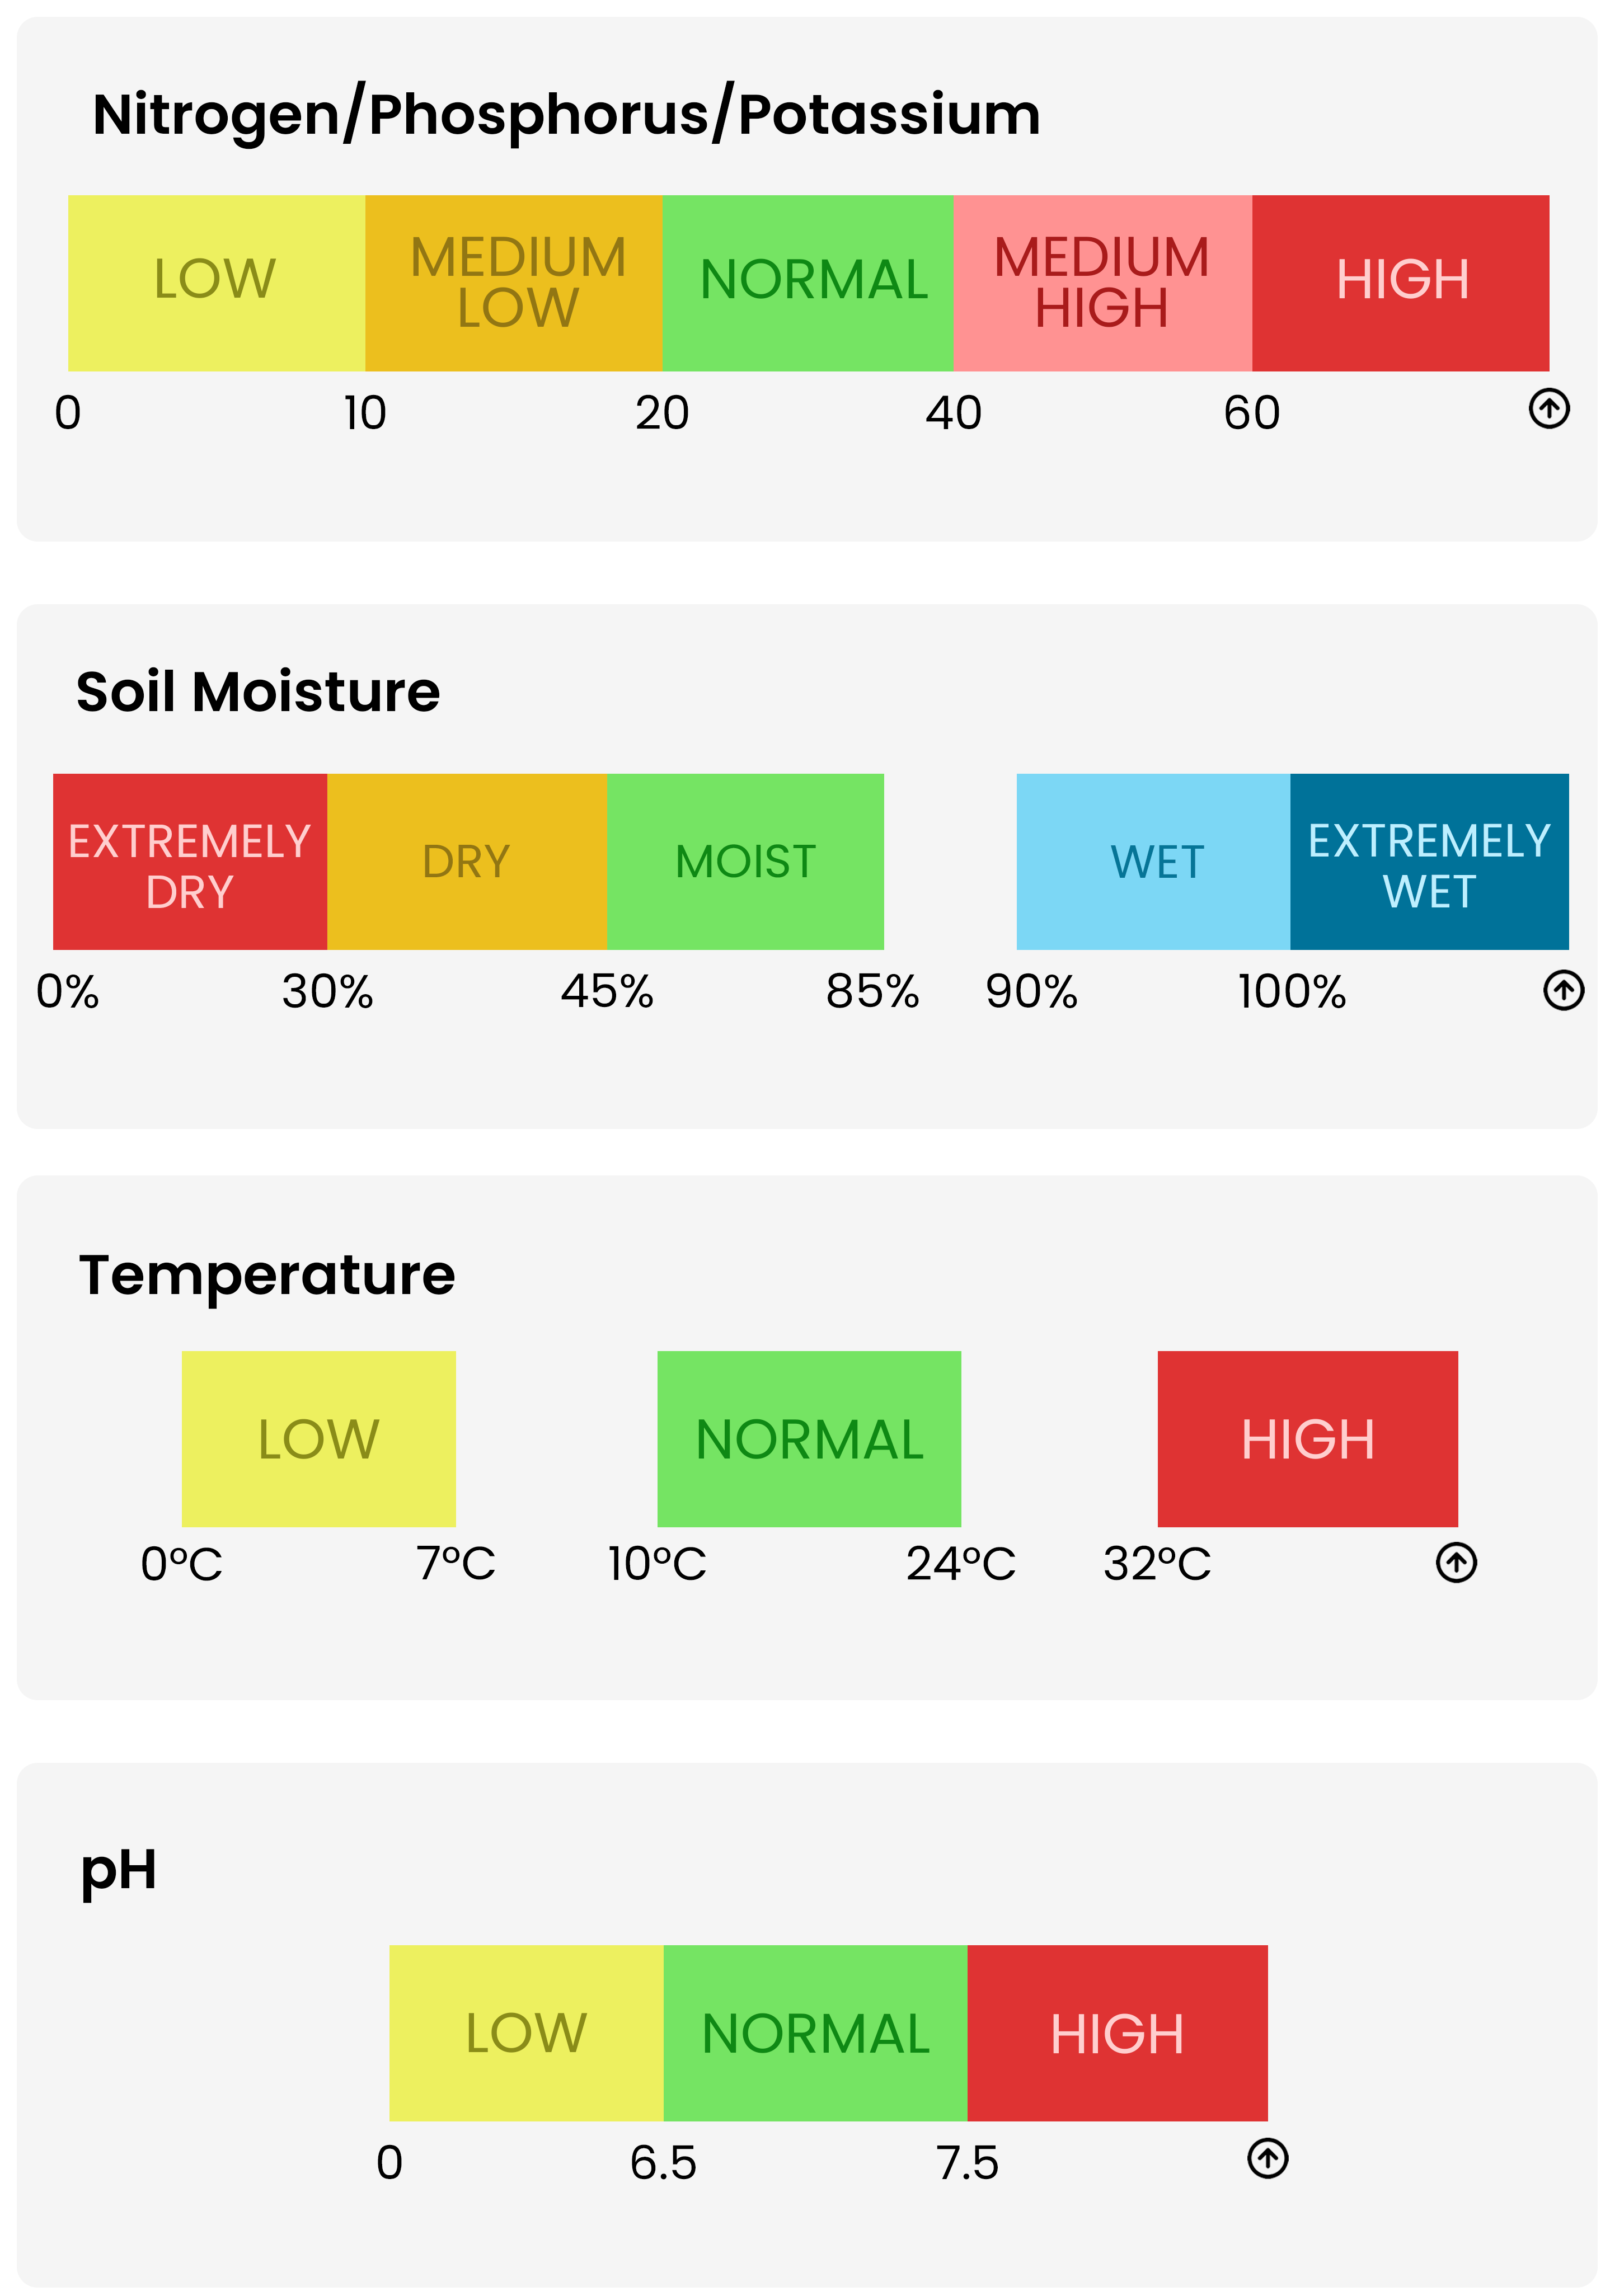 Nitrogen/Phosphorus/Potassium
LOW
MEDIUM
LOW
NORMAL
MEDIUM
HIGH
HIGH
0 10 20 40 60
Soil Moisture
EXTREMELY
DRY
DRY
MOIST
WET
EXTREMELY
WET
0% 30% 45% 85% 90% 100%
Temperature
LOW NORMAL HIGH
0°C 7°C 10°C 24°C 32°C
pH
LOW NORMAL HIGH
0 6.5 7.5